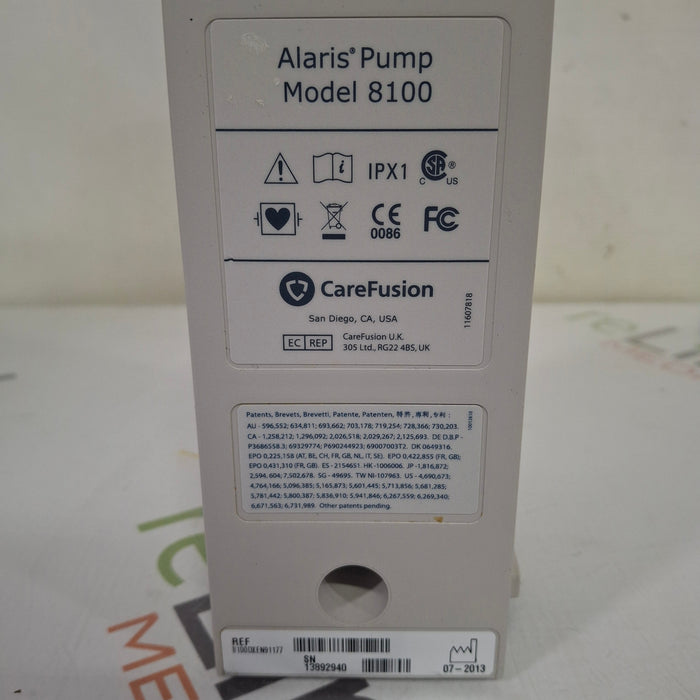 Alaris® Pump
Model 8100
IPX1
CSA ®
C US
CE
0086
FC
CareFusion
San Diego, CA, USA
11607818
EC REP
CareFusion U.K.
305 Ltd., RG22 4BS, UK
Patents, Brevets, Brevetti, Patente, Patenten, 特許, 專利, 专利 :
AU - 596,552; 634,811; 693,662; 703,178; 719,254; 728,366; 730,203.
CA - 1,258,212; 1,296,092; 2,026,518; 2,029,267; 2,125,693. DE D.B.P -
P3686558.3; 69329774; P690244923; 69007003T2. DK 0649316.
EPO 0,225,158 (AT, BE, CH, FR, GB, NL, IT, SE). EPO 0,422,855 (FR, GB);
EPO 0,431,310 (FR, GB). ES - 2154651. HK -1006006. JP -1,816,872;
2,594,604; 7,502,678. SG - 49695. TW NI-107963. US - 4,690,673;
4,764,166; 5,096,385; 5,165,873; 5,601,445; 5,713,856; 5,681,285;
5,781,442; 5,800,387; 5,836,910; 5,941,846; 6,267,559; 6,269,340;
6,671,563; 6,731,989. Other patents pending.
REF
SN
13892940
07-2013